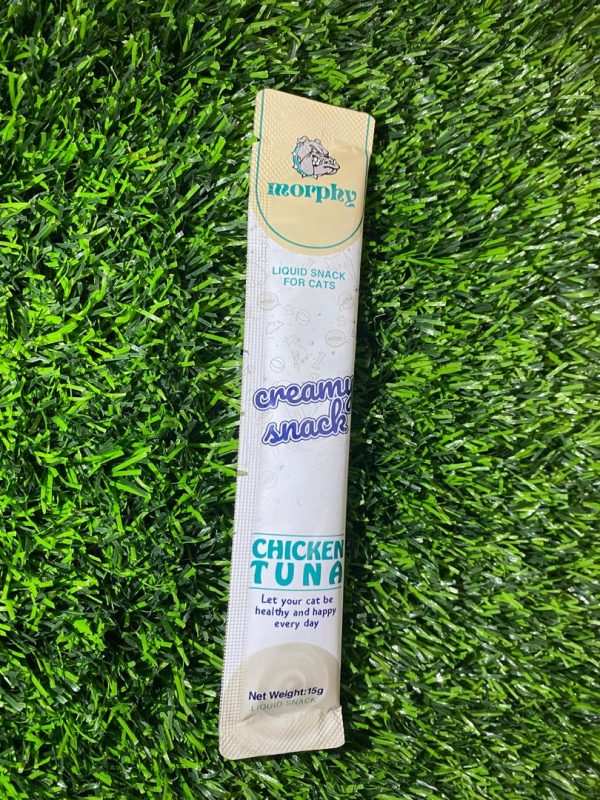 morphy
LIQUID SNACK
FOR CATS
creamy
snack
CHICKEN
TUNA
Let your cat be
healthy and happy
every day
Net Weight:15g
LIQUID SNACK